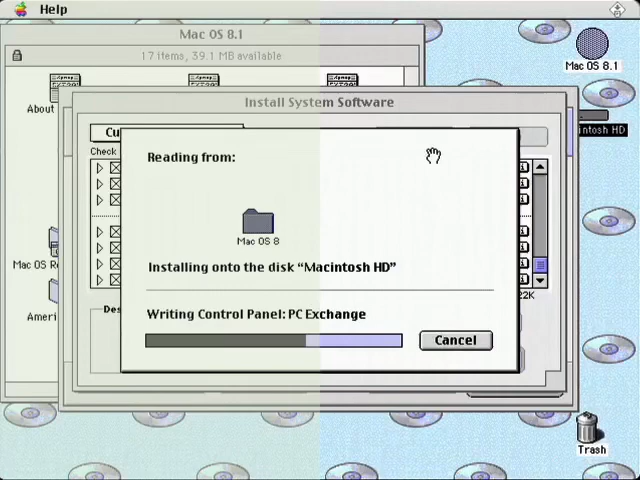 Help
Mac OS 8.1
17 items, 39.1 MB available
Mac OS 8.1
About
Install System Software
intosh HD
Cu
Check
Reading from:
Mac OS 8
Mac OS Re
Installing onto the disk “Macintosh HD”
22K
Ameri
Des
Writing Control Panel: PC Exchange
Cancel
Trash